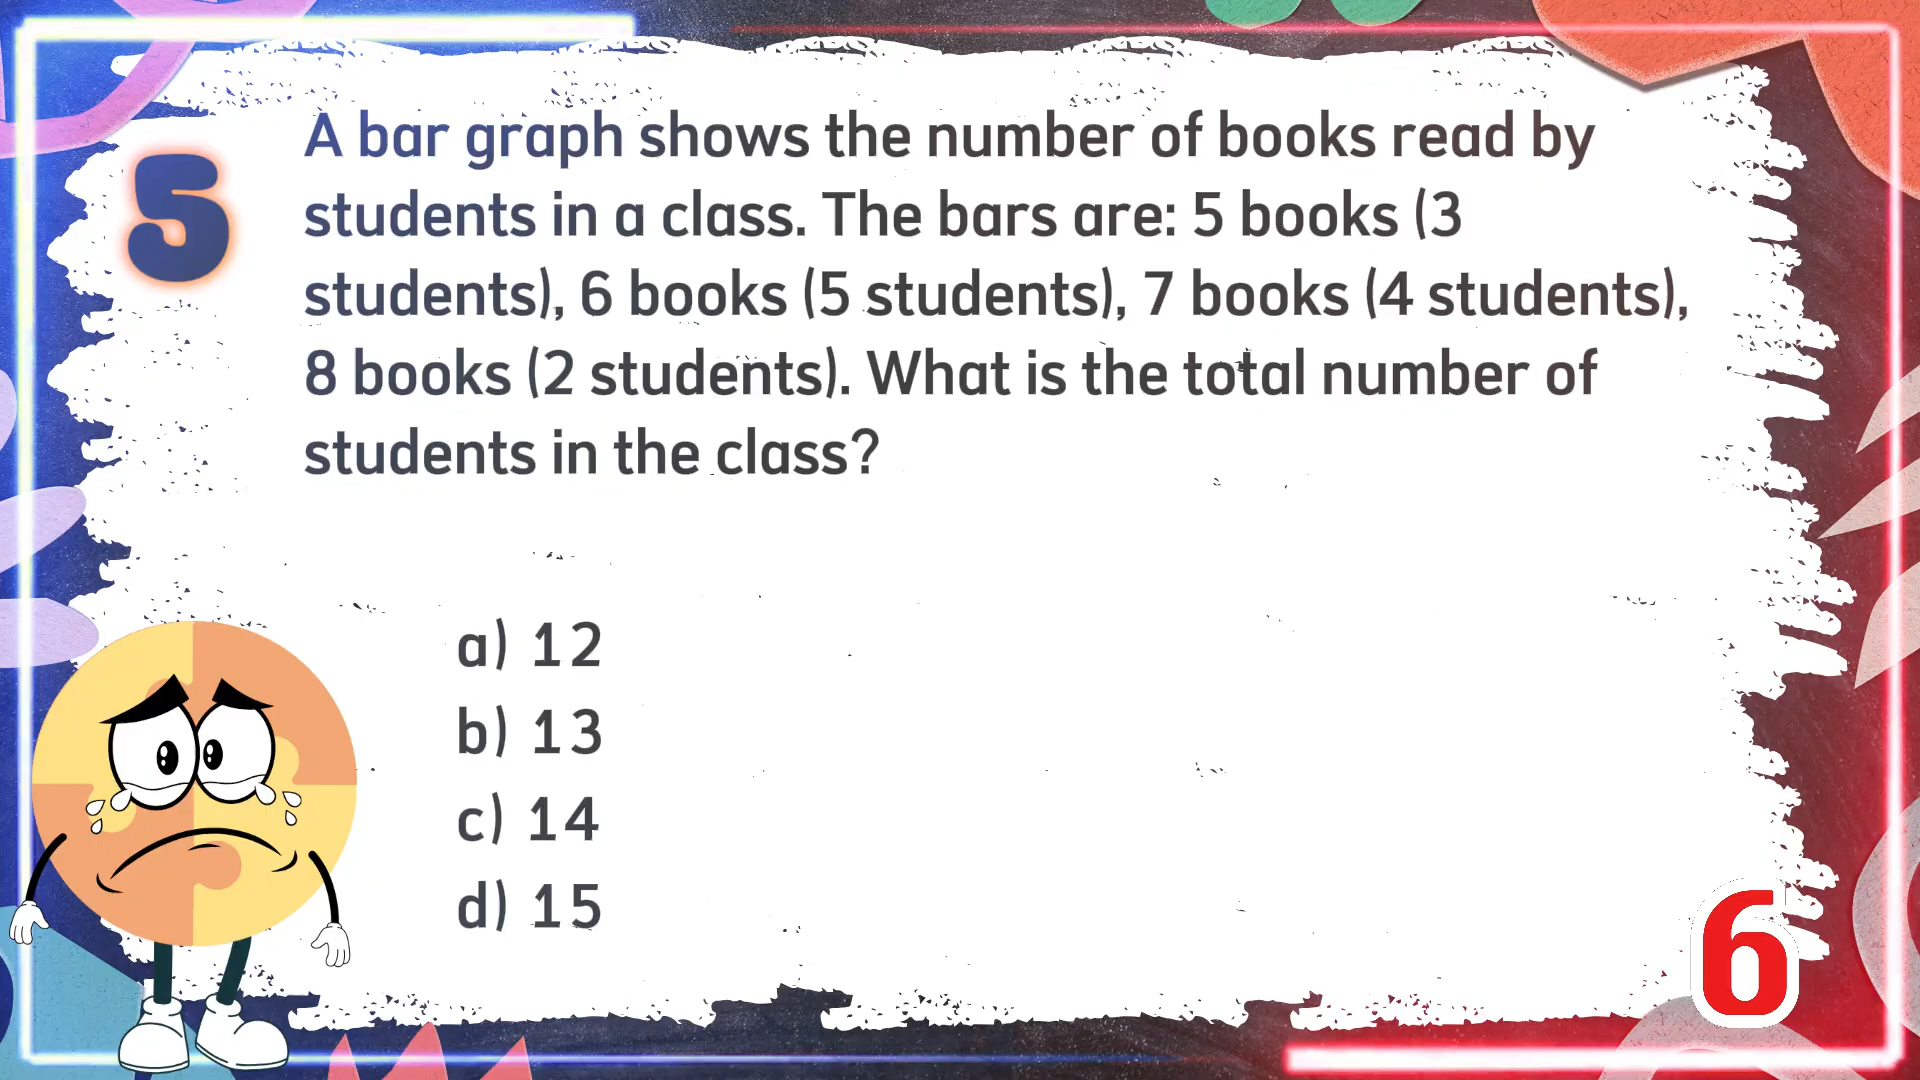 5
A bar graph shows the number of books read by
students in a class. The bars are: 5 books (3
students), 6 books (5 students), 7 books (4 students),
8 books (2 students). What is the total number of
students in the class?
a) 12
b) 13
c) 14
d) 15
6